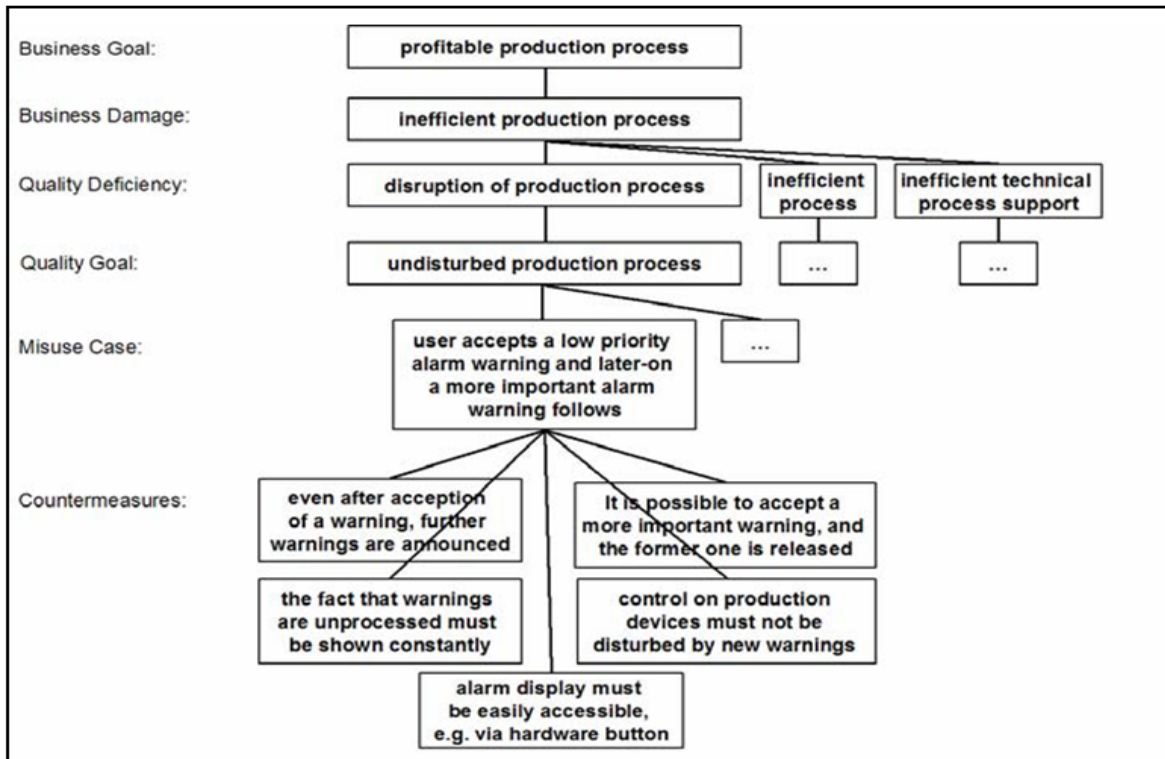 Business Goal:
profitable production process
Business Damage:
inefficient production process
Quality Deficiency:
disruption of production process
inefficient
process
inefficient technical
process support
Quality Goal:
undisturbed production process
...
...
Misuse Case:
user accepts a low priority
alarm warning and later-on
a more important alarm
warning follows
...
Countermeasures:
even after acception
of a warning, further
warnings are announced
It is possible to accept a
more important warning, and
the former one is released
the fact that warnings
are unprocessed must
be shown constantly
control on production
devices must not be
disturbed by new warnings
alarm display must
be easily accessible,
e.g. via hardware button